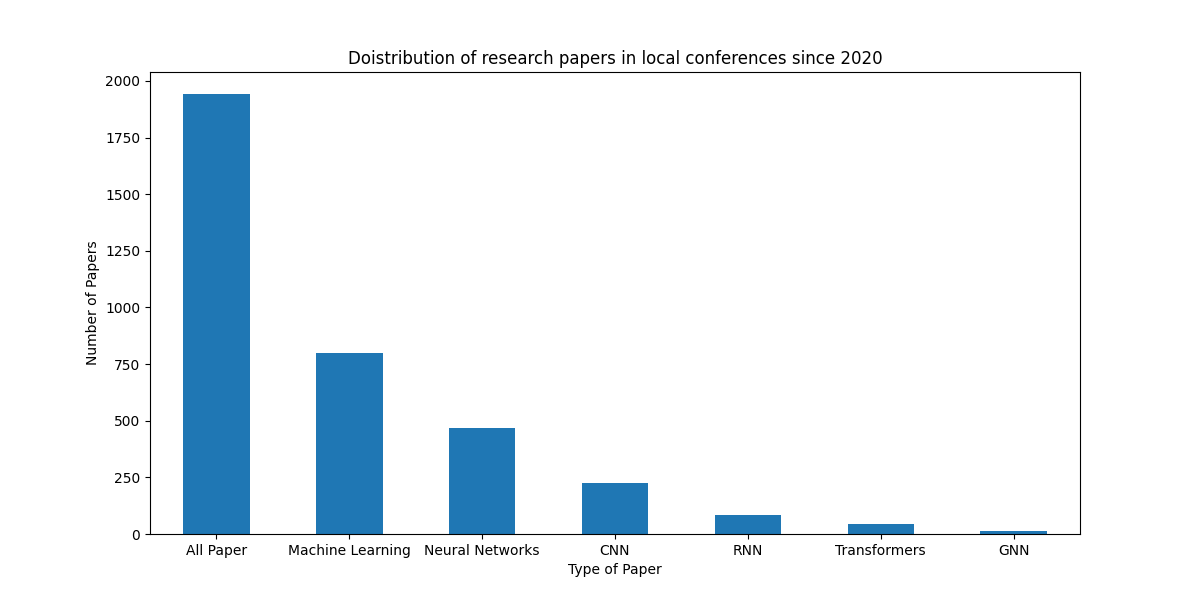 Doistribution of research papers in local conferences since 2020
2000
1750
1500
1250
1000
750
500
250
0
Number of Papers
All Paper Machine Learning Neural Networks CNN RNN Transformers GNN
Type of Paper